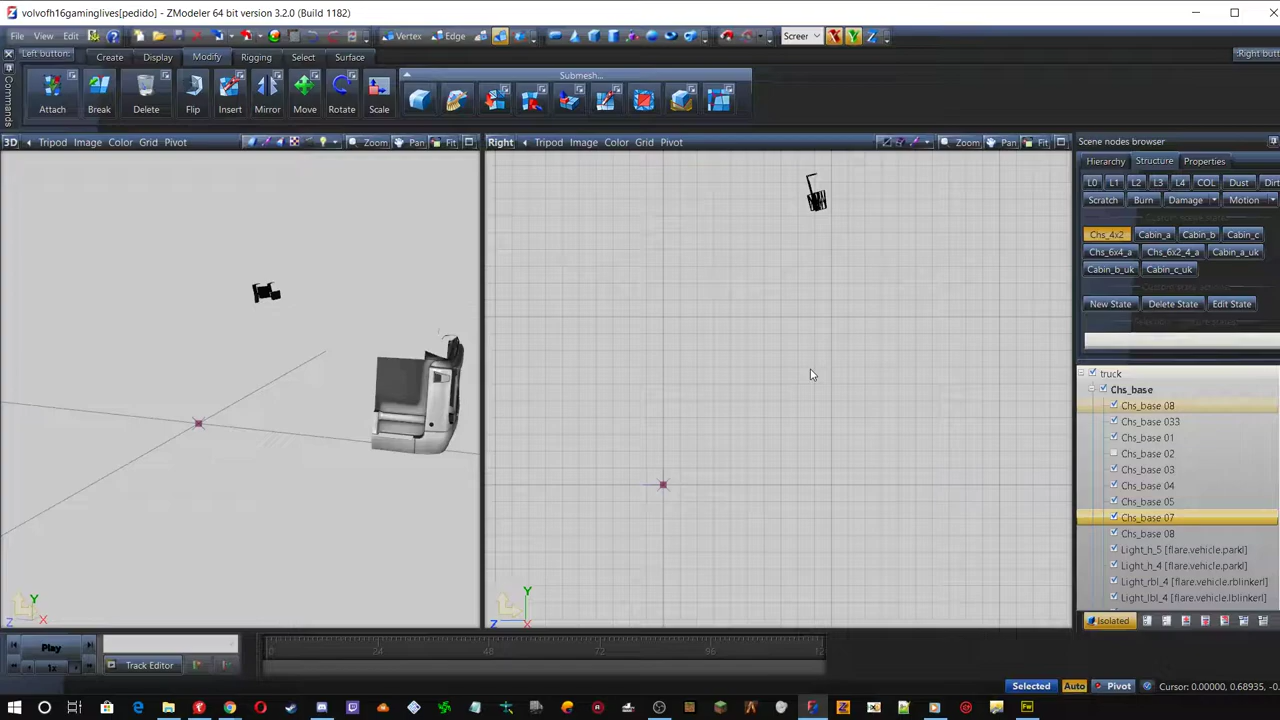 volvofh16gaminglives[pedido] - ZModeler 64 bit version 3.2.0 (Build 1182)
File View Edit Vertex Edge Screer X Y Z
Left button: Create Display Modify Rigging Select Surface :Right butt
Commands
Attach Break Delete Flip Insert Mirror Move Rotate Scale
Submesh...
3D Tripod Image Color Grid Pivot Zoom Pan Fit
Right Tripod Image Color Grid Pivot Zoom Pan Fit
Scene nodes browser
Hierarchy Structure Properties
L0 L1 L2 L3 L4 COL Dust Dirt
Scratch Burn Damage Motion
Chs_4x2 Cabin_a Cabin_b Cabin_c
Chs_6x4_a Chs_6x2_4_a Cabin_a_uk
Cabin_b_uk Cabin_c_uk
New State Delete State Edit State
truck
Chs_base
Chs_base 08
Chs_base 033
Chs_base 01
Chs_base 02
Chs_base 03
Chs_base 04
Chs_base 05
Chs_base 07
Chs_base 08
Light_h_5 [flare.vehicle.parkl]
Light_h_4 [flare.vehicle.parkl]
Light_rbl_4 [flare.vehicle.rblinkerl]
Light_lbl_4 [flare.vehicle.lblinkerl]
Isolated
Y
Z X
Y
Z X
Play
1x
Track Editor
0 24 48 72 96 12
Selected Auto Pivot Cursor: 0.00000, 0.68935, -0.